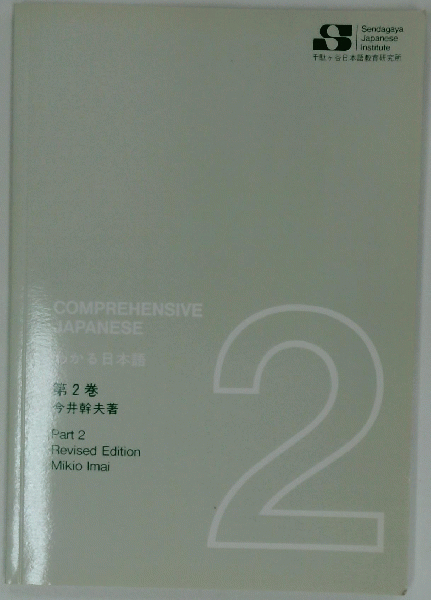 Sendagaya
Japanese
Institute
千駄ヶ谷日本語教育研究所
COMPREHENSIVE
JAPANESE
わかる日本語
第2巻
今井幹夫著
Part 2
Revised Edition
Mikio Imai
2